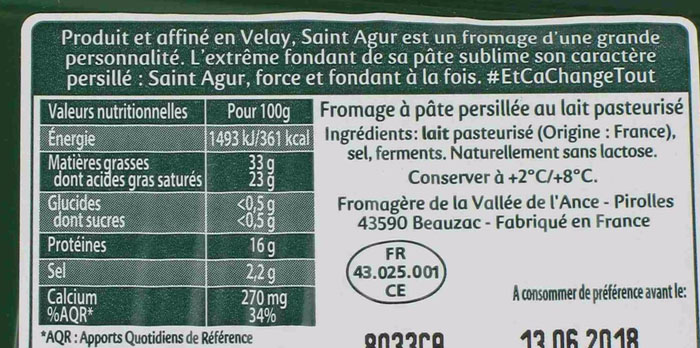 Produit et affiné en Velay, Saint Agur est un fromage d'une grande
personnalité. L'extrême fondant de sa pâte sublime son caractère
persillé : Saint Agur, force et fondant à la fois. #EtCaChangeTout
Valeurs nutritionnelles Pour 100g
Énergie 1493 kJ/361 kcal
Matières grasses 33 g
dont acides gras saturés 23 g
Glucides <0,5 g
dont sucres <0,5 g
Protéines 16 g
Sel 2,2 g
Calcium 270 mg
%AQR* 34%
*AQR : Apports Quotidiens de Référence
Fromage à pâte persillée au lait pasteurisé
Ingrédients: lait pasteurisé (Origine : France),
sel, ferments. Naturellement sans lactose.
Conserver à +2°C/+8°C.
Fromagère de la Vallée de l'Ance - Pirolles
43590 Beauzac - Fabriqué en France
FR
43.025.001
CE
A consommer de préférence avant le:
13.06.2018